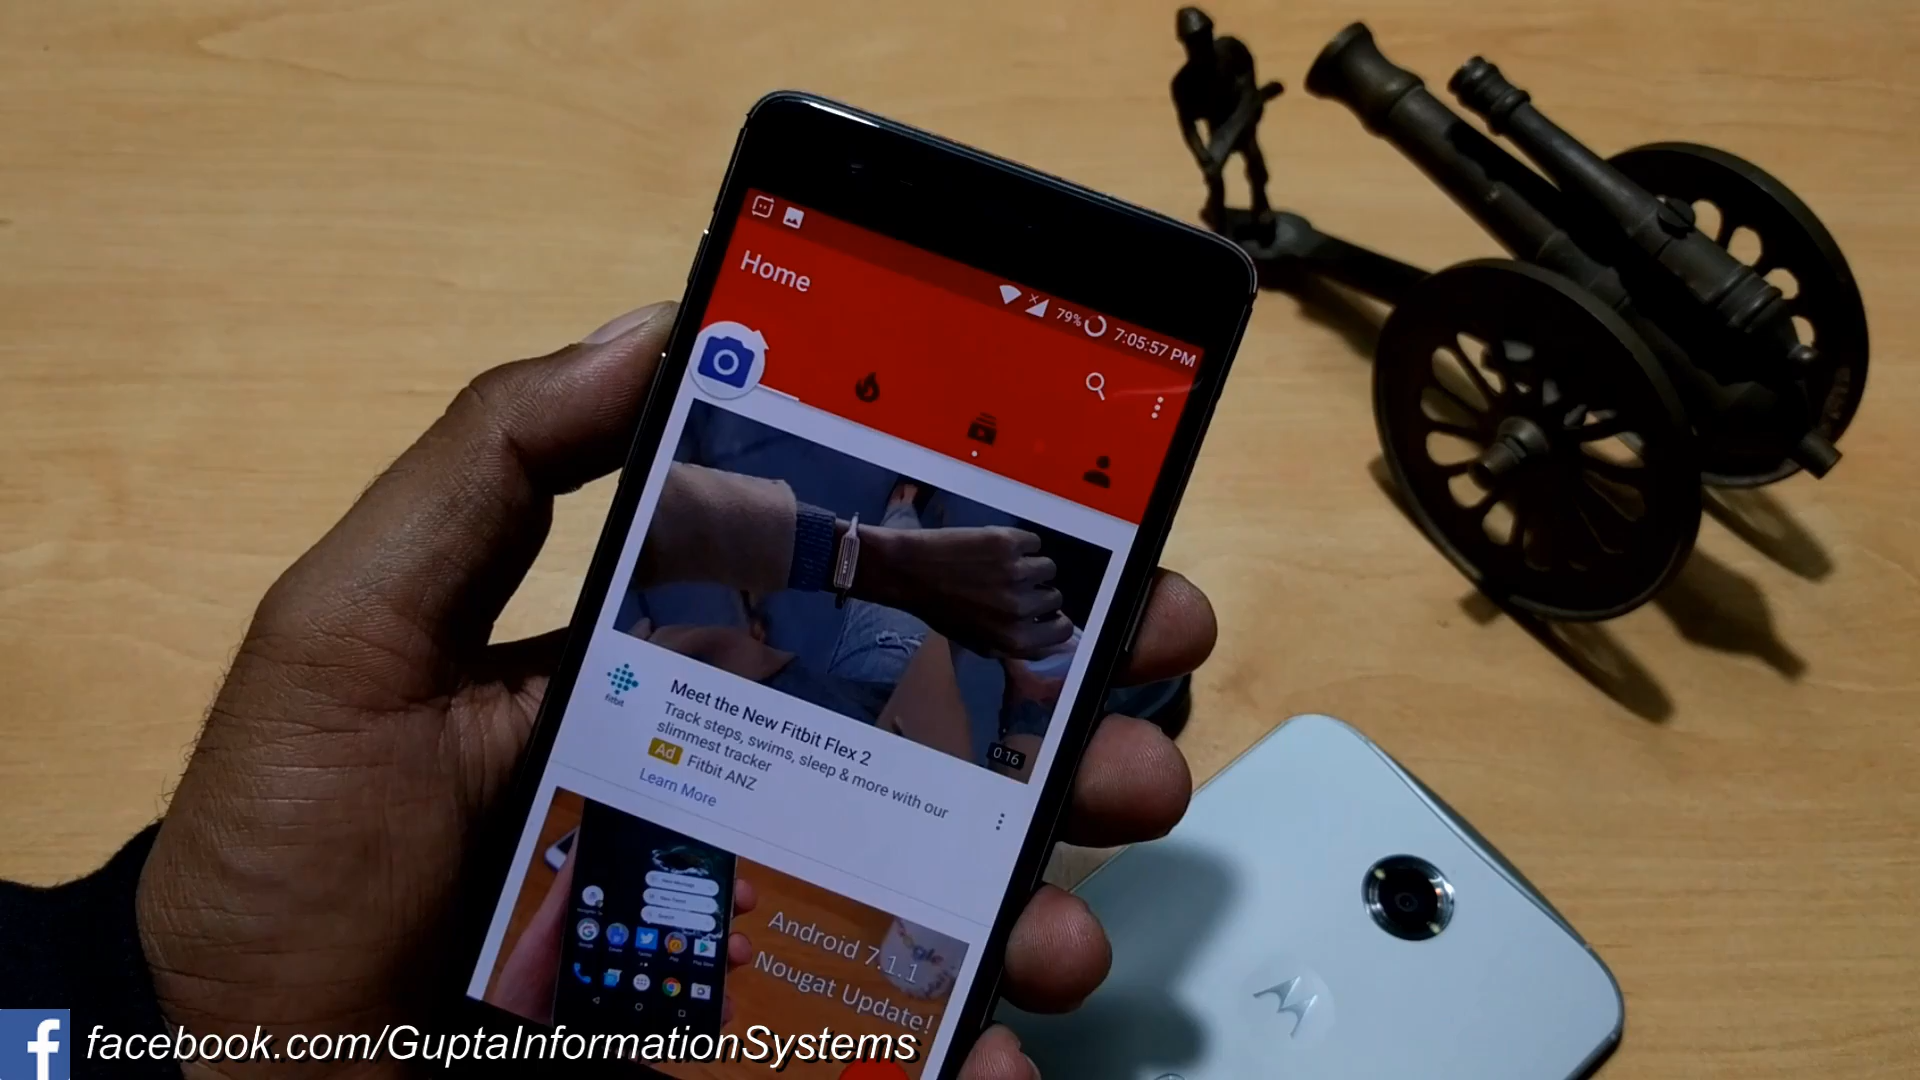 Home
79%
7:05:57 PM
0:16
fitbit
Meet the New Fitbit Flex 2
Track steps, swims, sleep & more with our
slimmest tracker
Ad Fitbit ANZ
Learn More
Android 7.1.1
Nougat Update!
f facebook.com/GuptaInformationSystems